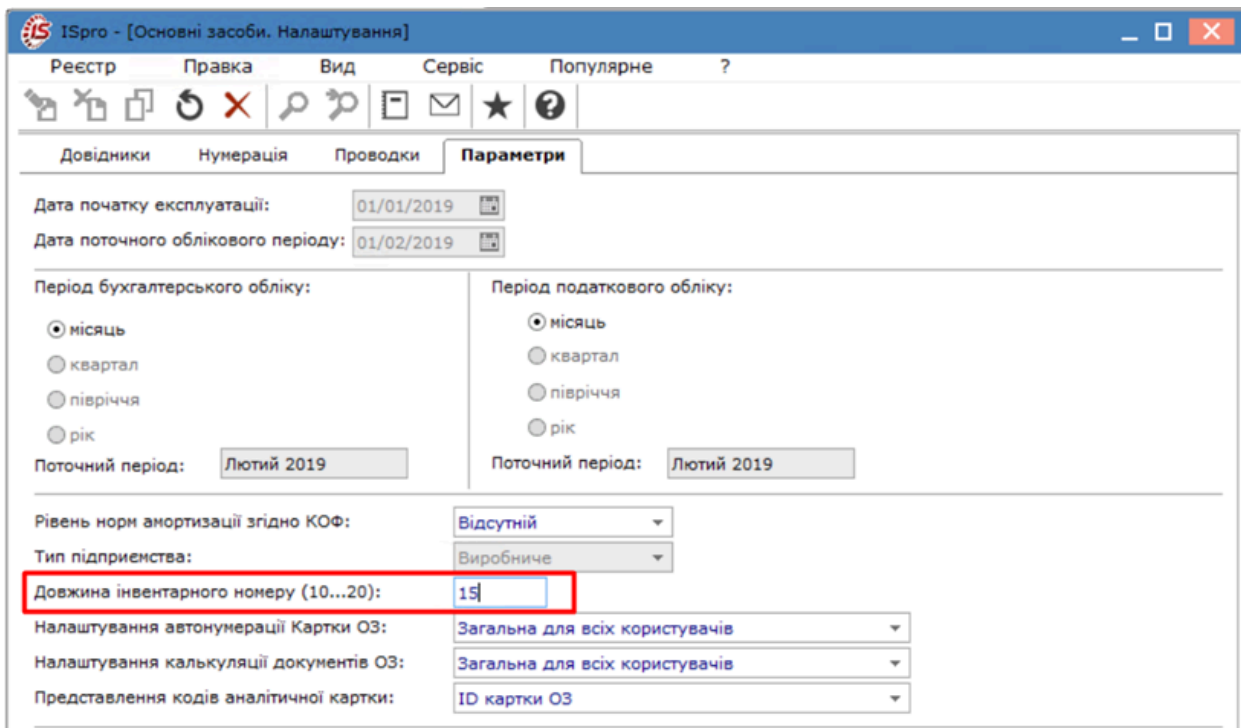 ISpro - [Основні засоби. Налаштування]
Реєстр Правка Вид Сервіс Популярне ?
Довідники Нумерація Проводки Параметри
Дата початку експлуатації: 01/01/2019
Дата поточного облікового періоду: 01/02/2019
Період бухгалтерського обліку: Період податкового обліку:
місяць місяць
квартал квартал
півріччя півріччя
рік рік
Поточний період: Лютий 2019 Поточний період: Лютий 2019
Рівень норм амортизації згідно КОФ: Відсутній
Тип підприємства: Виробниче
Довжина інвентарного номеру (10...20): 15
Налаштування автонумерації Картки ОЗ: Загальна для всіх користувачів
Налаштування калькуляції документів ОЗ: Загальна для всіх користувачів
Представлення кодів аналітичної картки: ID картки ОЗ